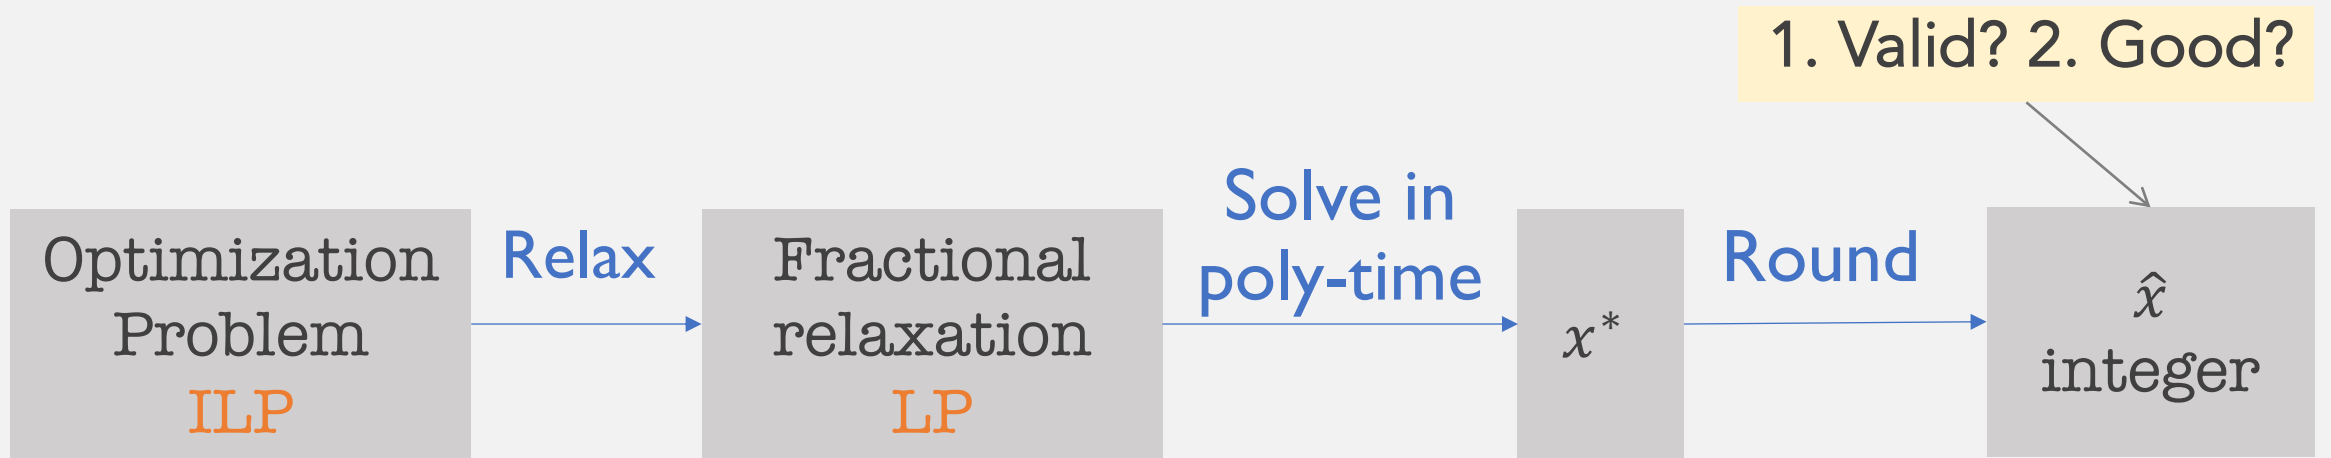 1. Valid? 2. Good?
Optimization
Problem
ILP
Relax
Fractional
relaxation
LP
Solve in
poly-time
x*
Round
x̂
integer